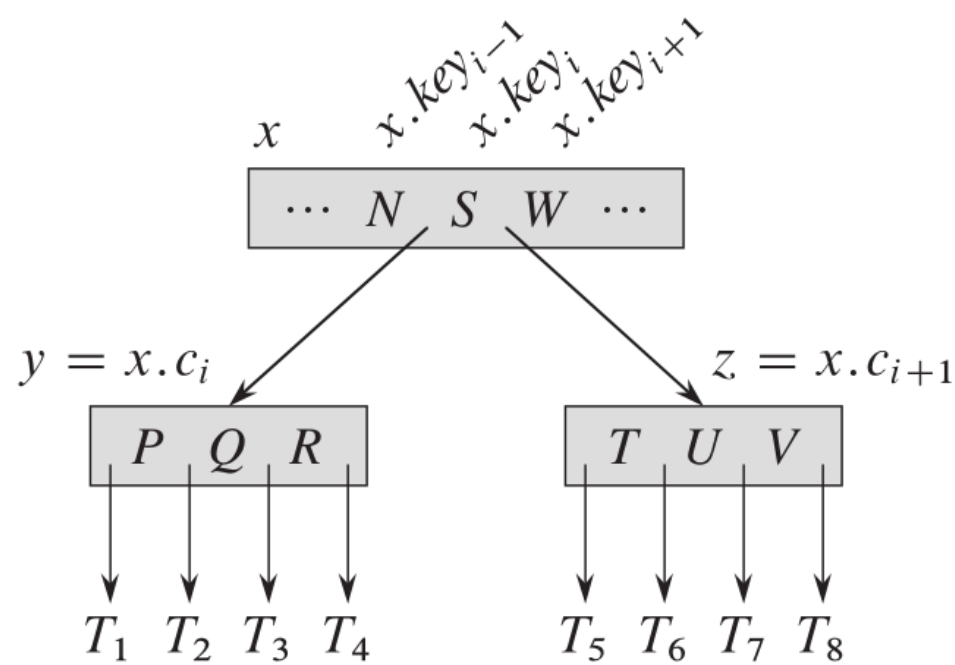 x x.key_{i-1} x.key_i x.key_{i+1}
··· N S W ···
y = x.c_i z = x.c_{i+1}
P Q R T U V
T_1 T_2 T_3 T_4 T_5 T_6 T_7 T_8